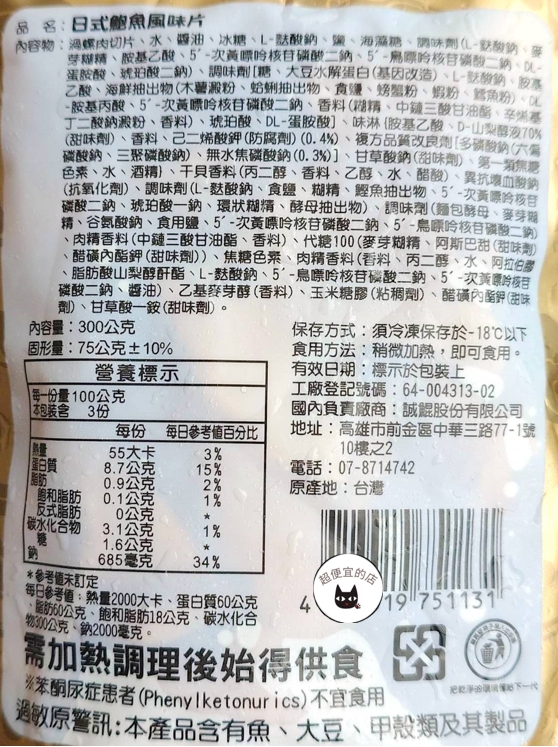 品 名:日式鮑魚風味片
內容物:渦螺肉切片、水、醬油、冰糖、L-麩酸鈉、鹽、海藻糖、調味劑(L-麩酸鈉、麥
芽糊精、胺基乙酸、5´-次黃嘌呤核苷磷酸二鈉、5´-鳥嘌呤核苷磷酸二鈉、DL-
蛋胺酸、琥珀酸二鈉)、調味劑[糖、大豆水解蛋白(基因改造)、L-麩酸鈉、胺基
乙酸、海鮮抽出物(木薯澱粉、蛤蜊抽出物、食鹽、螃蟹粉、蝦粉、鱈魚粉)、DL
-胺基丙酸、5´-次黃嘌呤核苷磷酸二鈉、香料(糊精、中鏈三酸甘油酯、辛烯基
丁二酸鈉澱粉、香料)、琥珀酸、DL-蛋胺酸]、味淋(胺基乙酸、D-山梨醇液70%
(甜味劑)、香料、己二烯酸鉀(防腐劑)(0.4%)、複方品質改良劑[多磷酸鈉(六偏
磷酸鈉、三聚磷酸鈉)、無水焦磷酸鈉(0.3%)]、甘草酸鈉(甜味劑)、第一類焦糖
色素、水、酒精)、干貝香料(丙二醇、香料、乙醇、水、醋酸)、異抗壞血酸鈉
(抗氧化劑)、調味劑(L-麩酸鈉、食鹽、糊精、鰹魚抽出物、5´-次黃嘌呤核苷
磷酸二鈉、琥珀酸一鈉、環狀糊精、酵母抽出物)、調味劑(麵包酵母、麥芽糊
精、谷氨酸鈉、食用鹽、5´-次黃嘌呤核苷磷酸二鈉、5´-鳥嘌呤核苷磷酸二鈉
、肉精香料(中鏈三酸甘油酯、香料)、代糖100(麥芽糊精、阿斯巴甜(甜味劑)
、醋磺內酯鉀(甜味劑))、焦糖色素、肉精香料(香料、丙二醇、水、阿拉伯膠
、脂肪酸山梨醇酐酯、L-麩酸鈉、5´-鳥嘌呤核苷磷酸二鈉、5´-次黃嘌呤核苷
磷酸二鈉、醬油)、乙基麥芽醇(香料)、玉米糖膠(粘稠劑)、醋磺內酯鉀(甜味
劑)、甘草酸一銨(甜味劑)。
內容量:300公克
固形量:75公克±10%
營養標示
每一份量100公克
本包裝含 3份
每份 每日參考值百分比
熱量 55大卡 3%
蛋白質 8.7公克 15%
脂肪 0.9公克 2%
飽和脂肪 0.1公克 1%
反式脂肪 0公克 *
碳水化合物 3.1公克 1%
糖 1.6公克 *
鈉 685毫克 34%
*參考值未訂定
每日參考值:熱量2000大卡、蛋白質60公克
、脂肪60公克、飽和脂肪18公克、碳水化合
物300公克、鈉2000毫克。
保存方式:須冷凍保存於-18℃以下
食用方法:稍微加熱,即可食用。
有效日期:標示於包裝上
工廠登記號碼:64-004313-02
國內負責廠商:誠馄股份有限公司
地址:高雄市前金區中華三路77-1號
10樓之2
電話:07-8714742
原產地:台灣
超便宜的店
4 19 751131
需加熱調理後始得供食
※苯酮尿症患者(Phenylketonurics)不宜食用
過敏原警訊:本產品含有魚、大豆、甲殼類及其製品